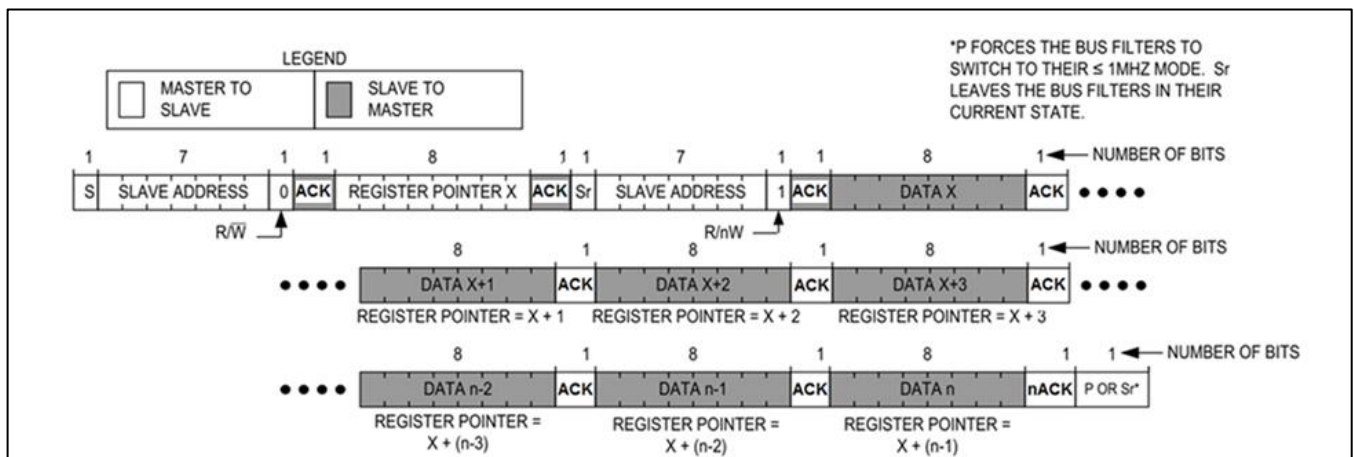 LEGEND
MASTER TO SLAVE
SLAVE TO MASTER
*P FORCES THE BUS FILTERS TO
SWITCH TO THEIR ≤ 1MHZ MODE. Sr
LEAVES THE BUS FILTERS IN THEIR
CURRENT STATE.
1 7 1 1 8 1 1 7 1 1 8 1 NUMBER OF BITS
S SLAVE ADDRESS 0 ACK REGISTER POINTER X ACK Sr SLAVE ADDRESS 1 ACK DATA X ACK
R/W̅ R/nW
8 1 8 1 8 1 NUMBER OF BITS
DATA X+1 ACK DATA X+2 ACK DATA X+3 ACK
REGISTER POINTER = X + 1 REGISTER POINTER = X + 2 REGISTER POINTER = X + 3
8 1 8 1 8 1 1 NUMBER OF BITS
DATA n-2 ACK DATA n-1 ACK DATA n nACK P OR Sr*
REGISTER POINTER = REGISTER POINTER = REGISTER POINTER =
X + (n-3) X + (n-2) X + (n-1)